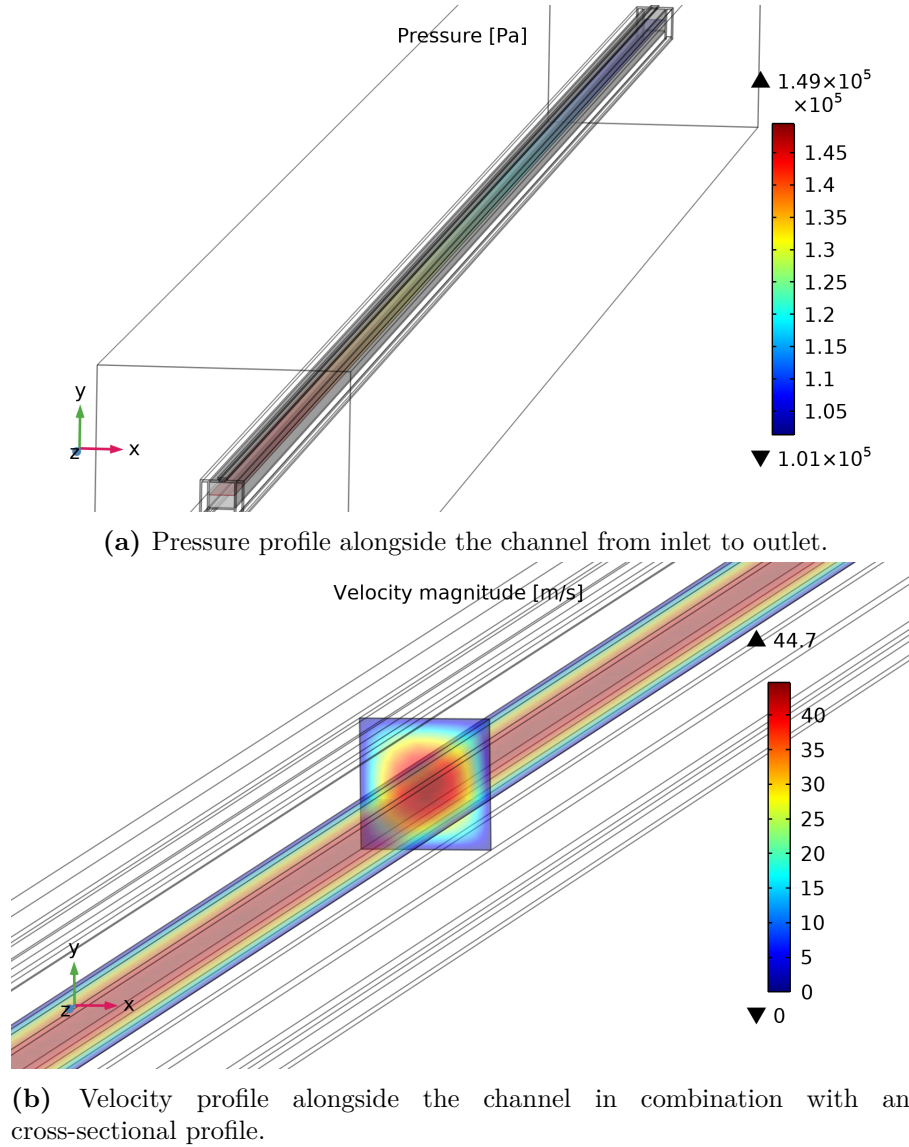 Pressure [Pa]
▲ 1.49×10⁵
×10⁵
1.45
1.4
1.35
1.3
1.25
1.2
1.15
1.1
1.05
▼ 1.01×10⁵
y
z
x
(a) Pressure profile alongside the channel from inlet to outlet.
Velocity magnitude [m/s]
▲ 44.7
40
35
30
25
20
15
10
5
0
▼ 0
y
z
x
(b) Velocity profile alongside the channel in combination with an
cross-sectional profile.